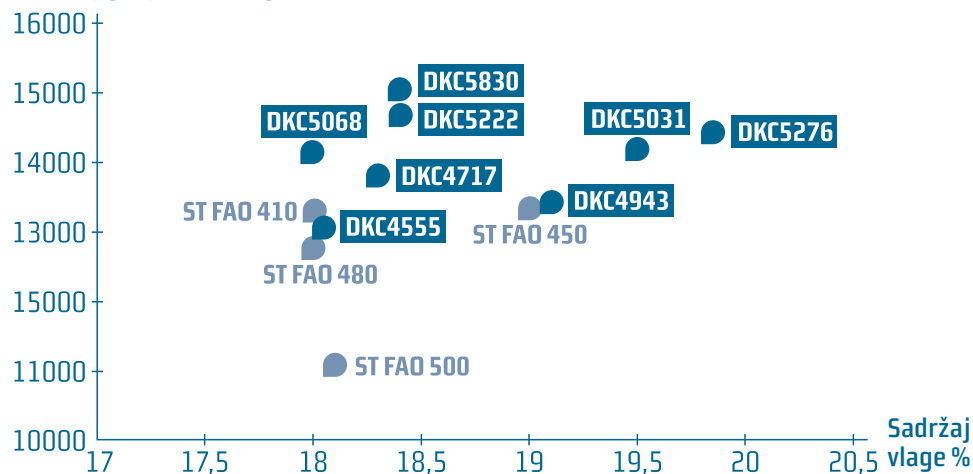 16000
15000
14000
13000
15000
11000
10000
17
17,5
18
18,5
19
19,5
20
20,5
Sadržaj
vlage %
DKC5830
DKC5222
DKC5068
DKC5031
DKC5276
DKC4717
DKC4943
ST FAO 410
DKC4555
ST FAO 450
ST FAO 480
ST FAO 500